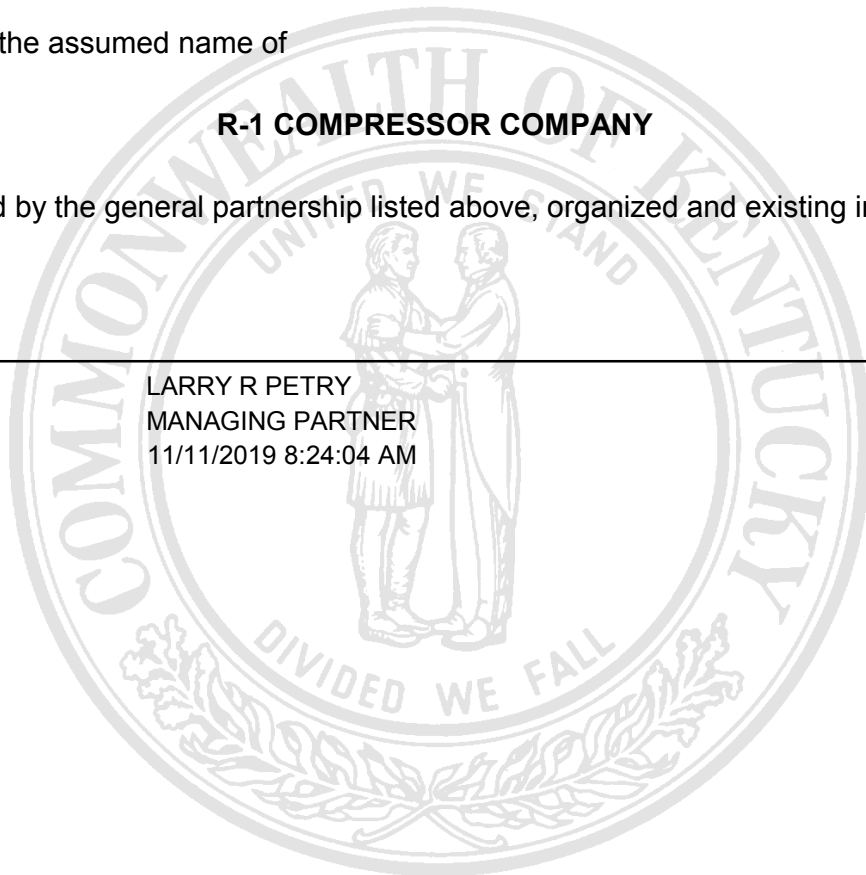 the assumed name of
R-1 COMPRESSOR COMPANY
by the general partnership listed above, organized and existing
LARRY R PETRY
MANAGING PARTNER
11/11/2019 8:24:04 AM
COMMONWEALTH OF KENTUCKY
UNITED WE STAND
DIVIDED WE FALL